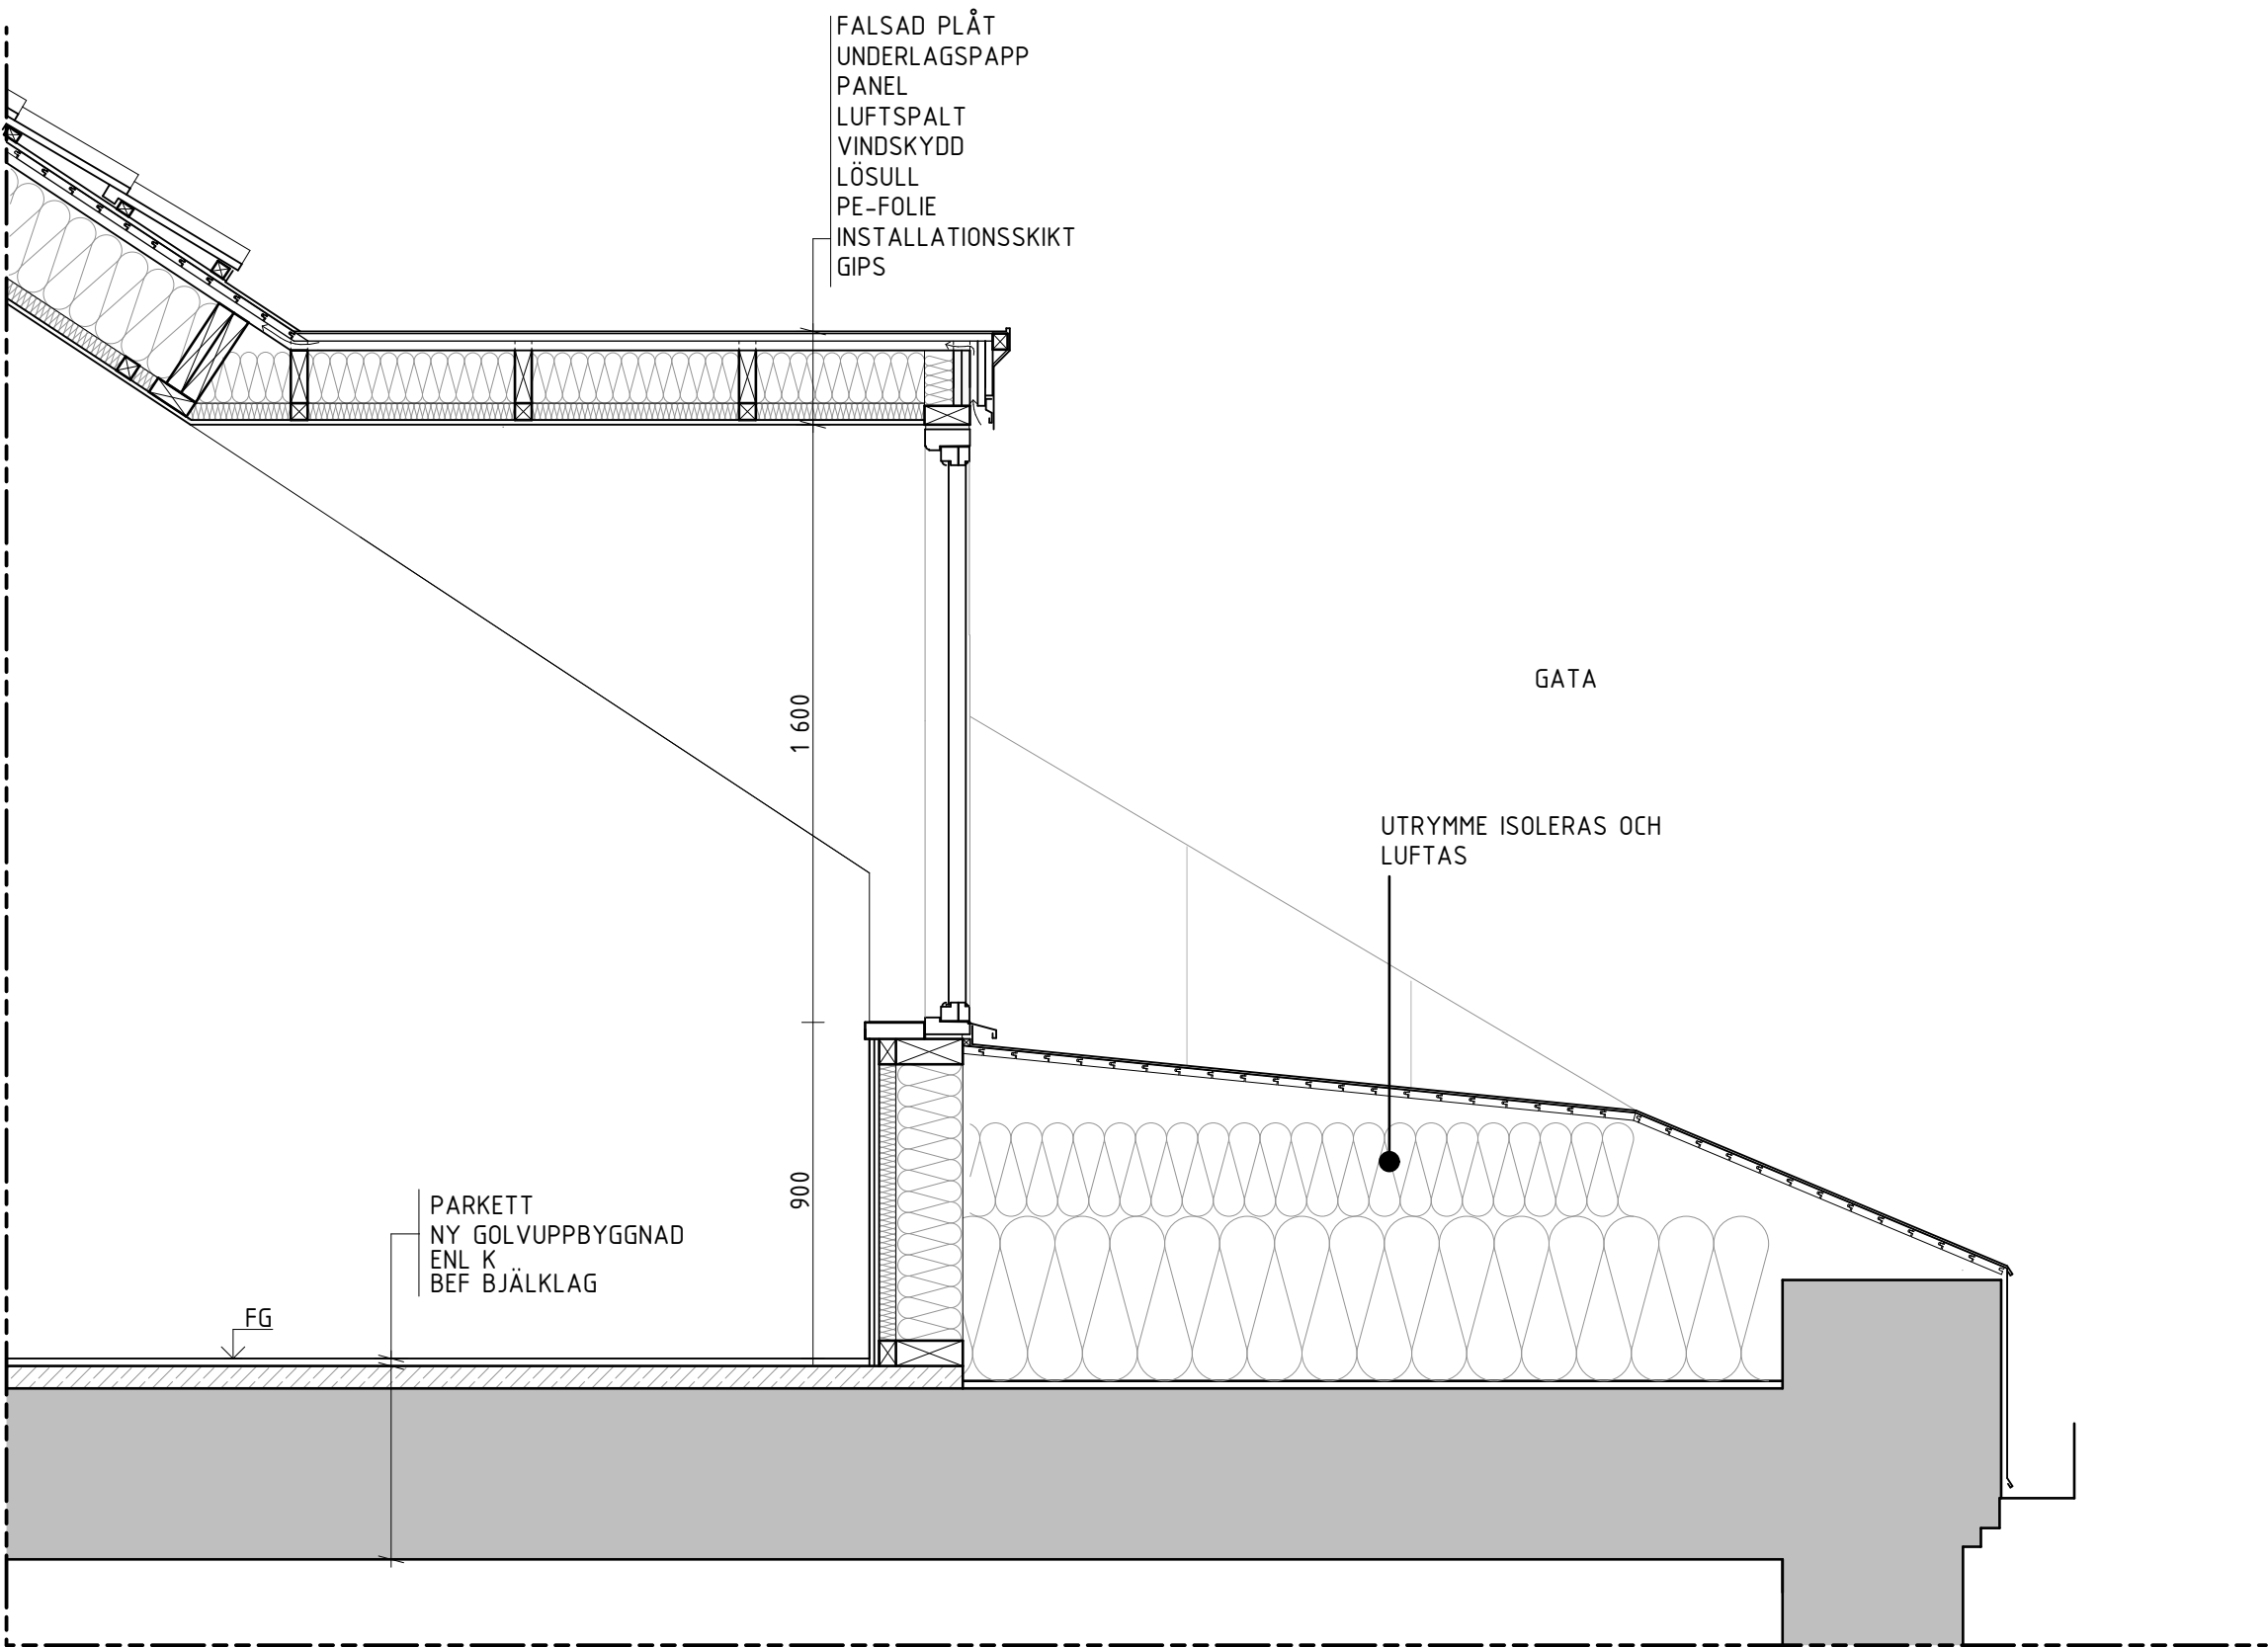 FALSAD PLÅT
UNDERLAGSPAPP
PANEL
LUFTSPALT
VINDSKYDD
LÖSULL
PE-FOLIE
INSTALLATIONSSKIKT
GIPS
1 600
GATA
UTRYMME ISOLERAS OCH
LUFTAS
900
PARKETT
NY GOLVUPPBYGGNAD
ENL K
BEF BJÄLKLAG
FG